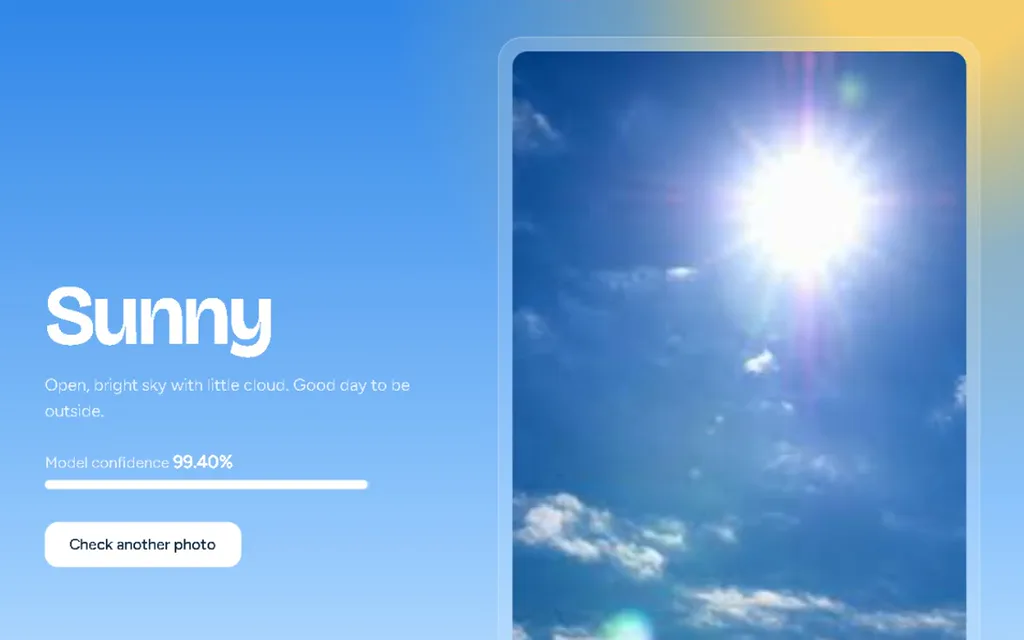 Sunny
Open, bright sky with little cloud. Good day to be
outside.
Model confidence 99.40%
Check another photo